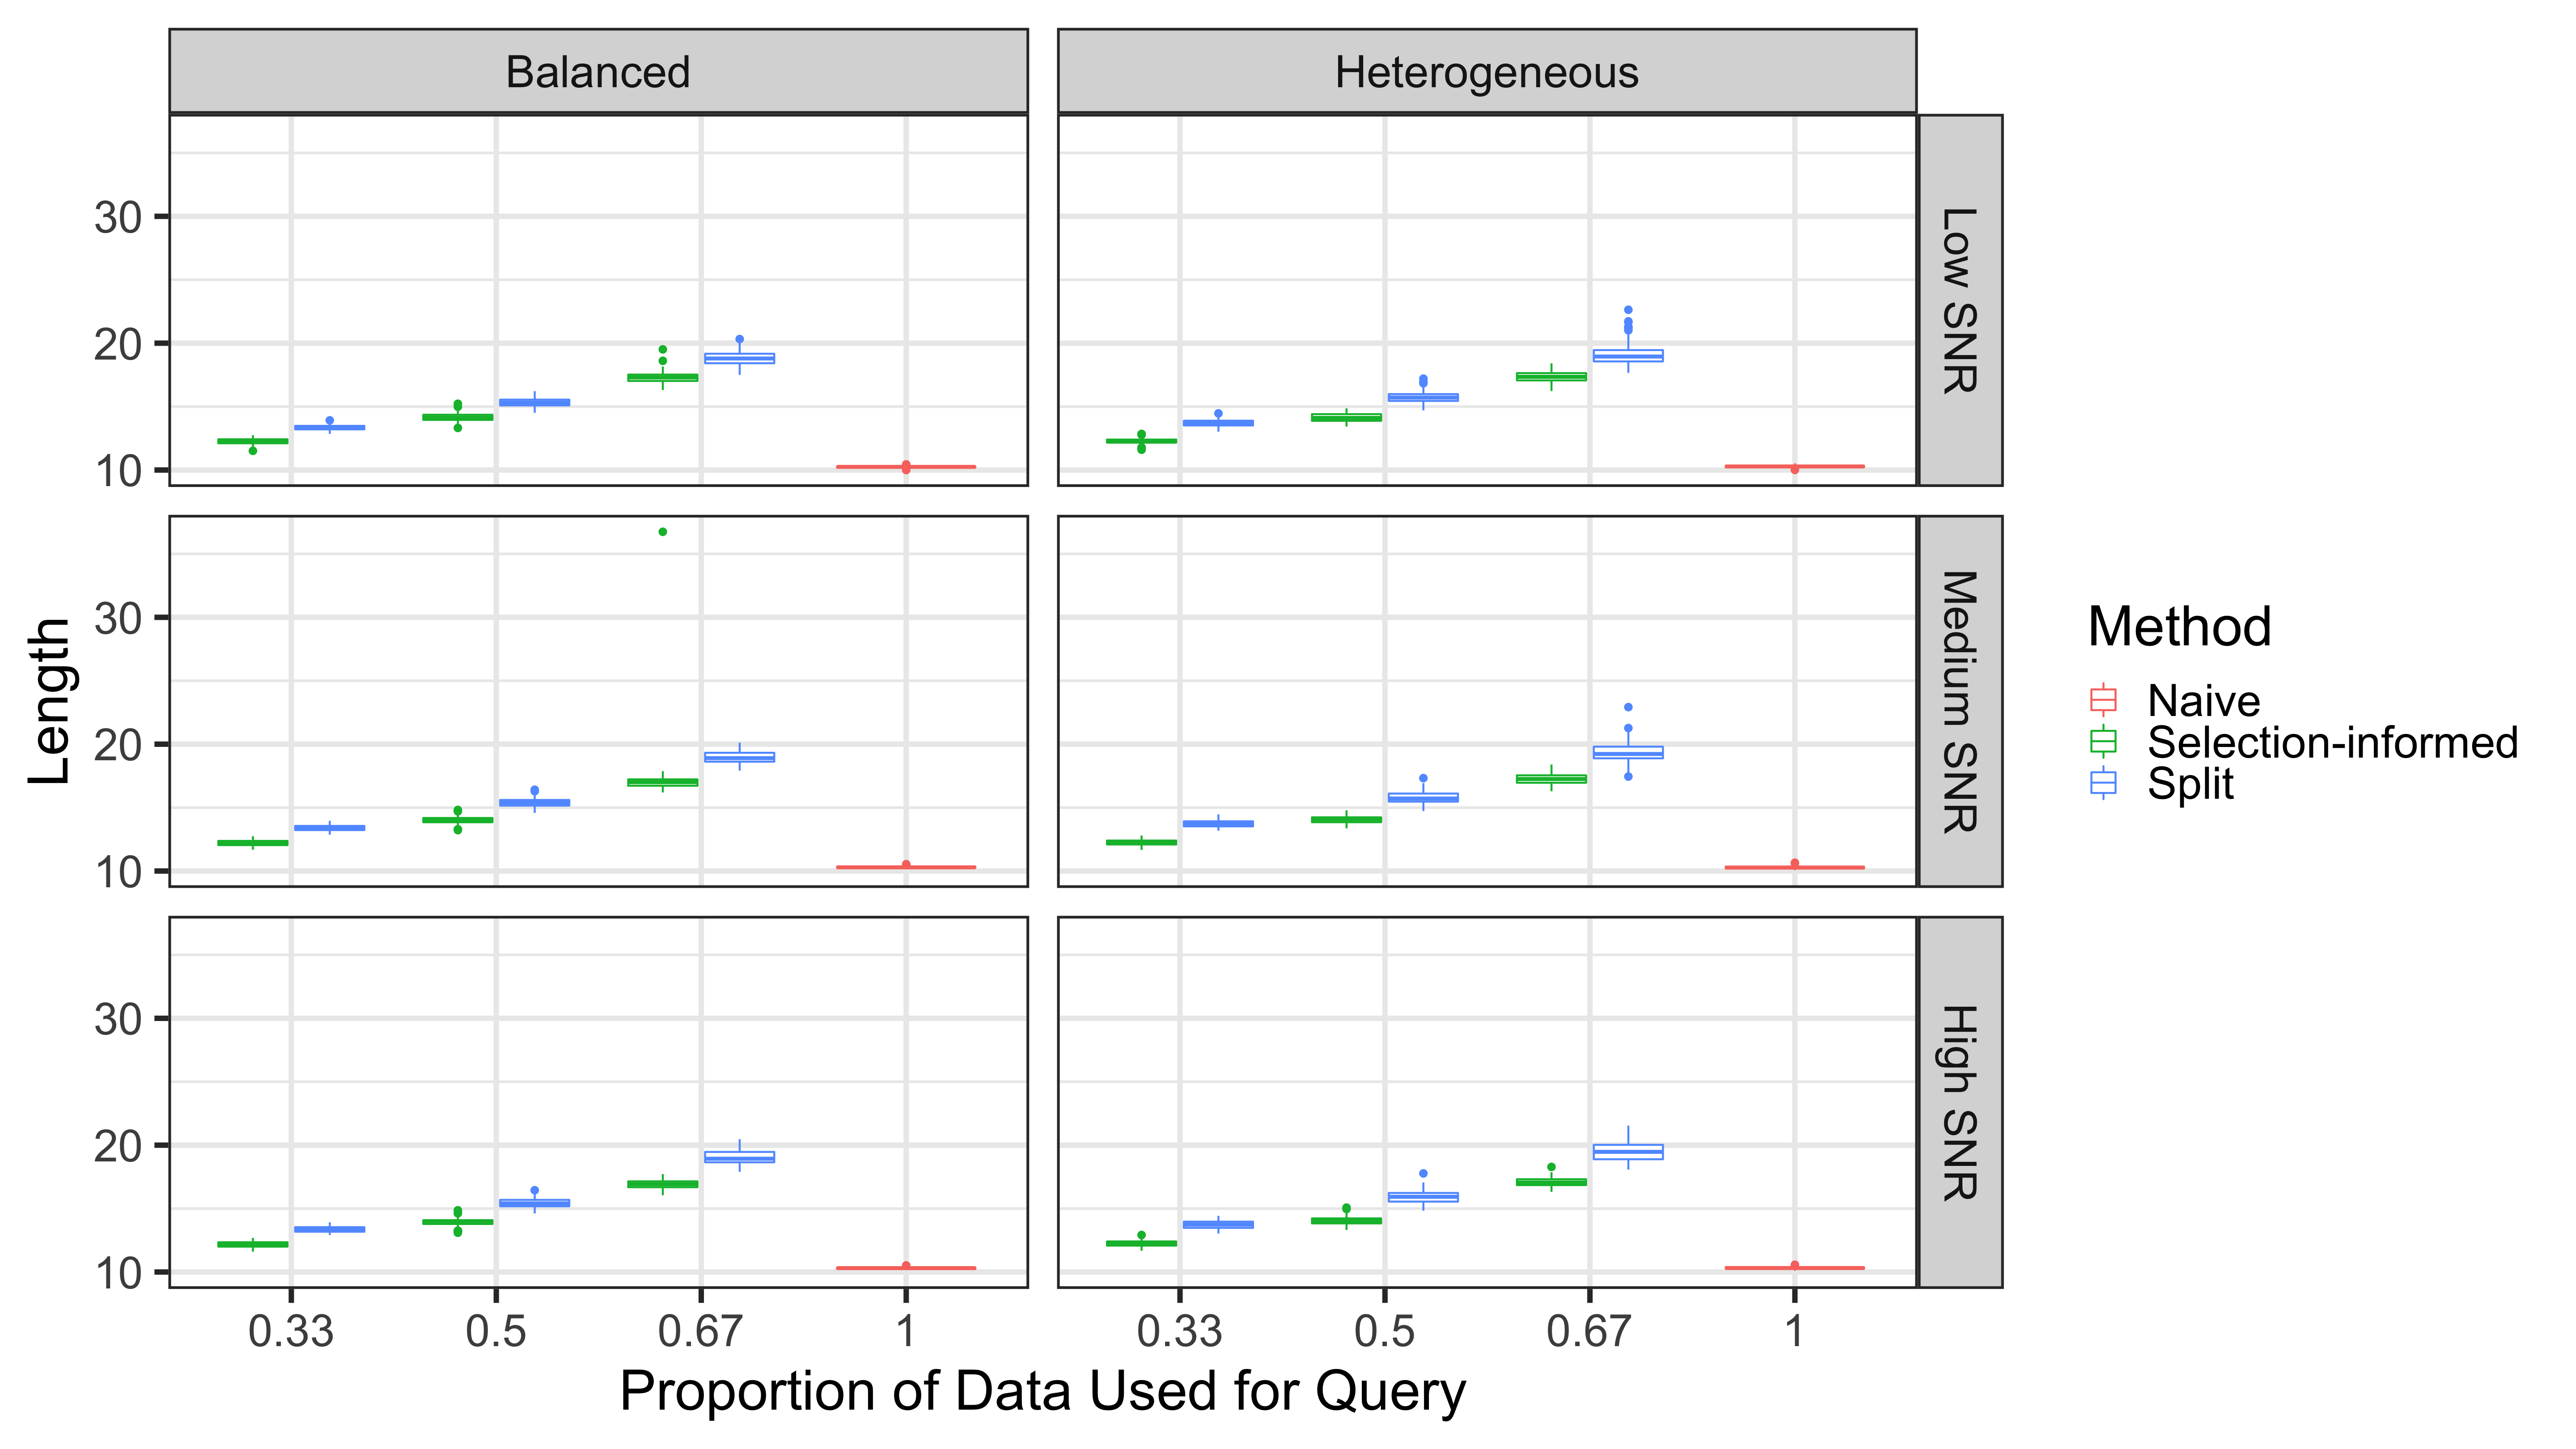 Balanced
Heterogeneous
Low SNR
30
20
10
Medium SNR
30
20
10
High SNR
30
20
10
Length
0.33
0.5
0.67
1
0.33
0.5
0.67
1
Proportion of Data Used for Query
Method
Naive
Selection-informed
Split